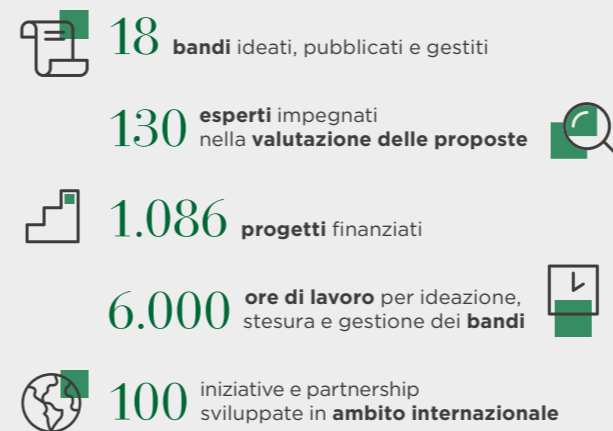 18 bandi ideati, pubblicati e gestiti
130 esperti impegnati
nella valutazione delle proposte
1.086 progetti finanziati
6.000 ore di lavoro per ideazione,
stesura e gestione dei bandi
100 iniziative e partnership
sviluppate in ambito internazionale